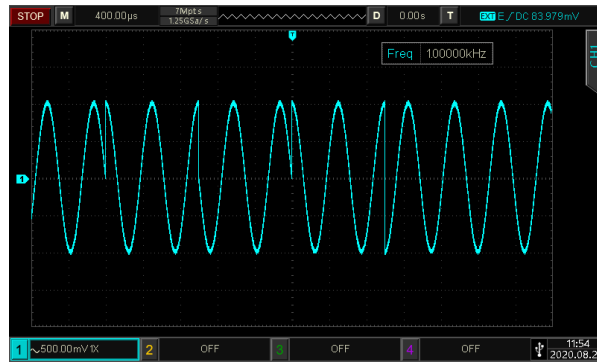 STOP M 400.00μs 7Mpts D 0.00s T EXT E DC 83.979mV
1.25GSa/s
T
Freq 100000kHz
CH1
1
1 500.00mV 1X 2 OFF 3 OFF 4 OFF 11:54
2020.08.2